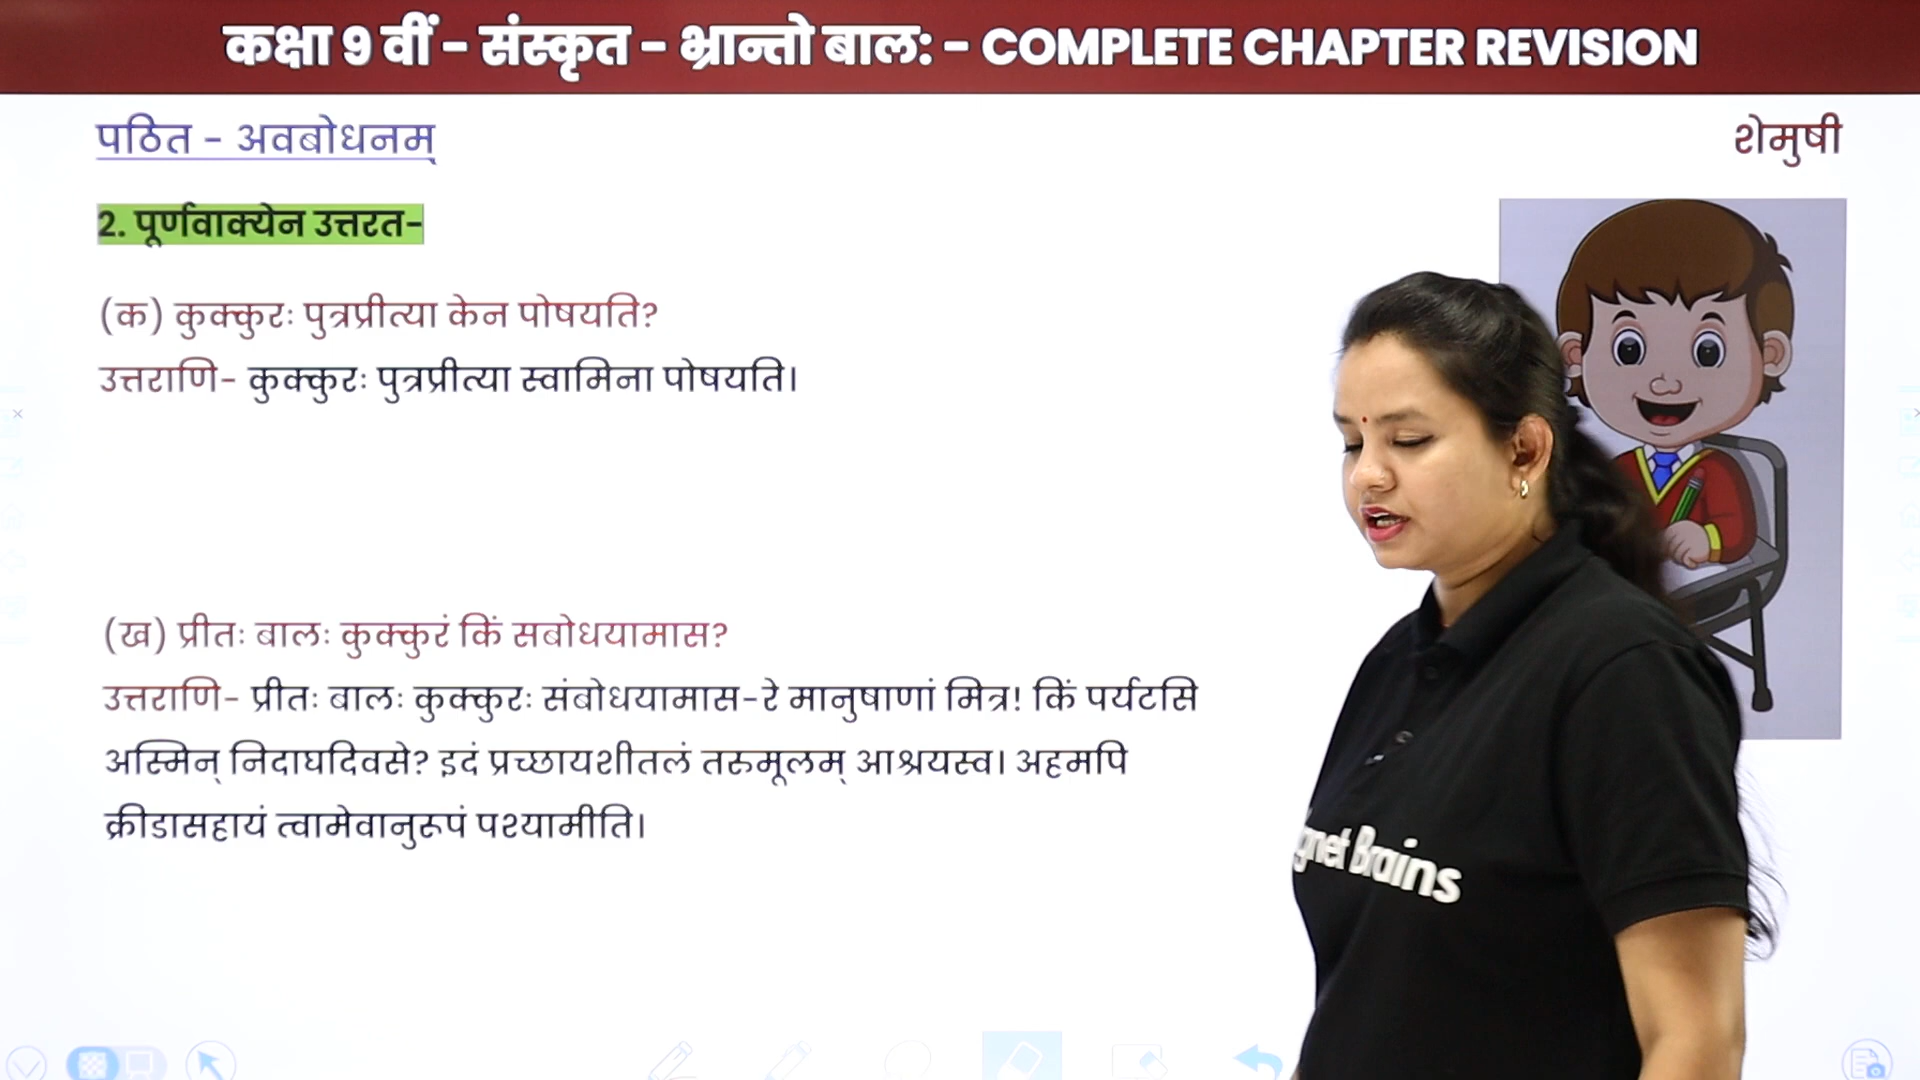 कक्षा 9 वीं - संस्कृत - भ्रान्तो बाल: - COMPLETE CHAPTER REVISION
पठित - अवबोधनम्
शेमुषी
2. पूर्णवाक्येन उत्तरत-
(क) कुक्कुरः पुत्रप्रीत्या केन पोषयति?
उत्तराणि- कुक्कुरः पुत्रप्रीत्या स्वामिना पोषयति।
(ख) प्रीतः बालः कुक्कुरं किं सबोधयामास?
उत्तराणि- प्रीतः बालः कुक्कुरः संबोधयामास-रे मानुषाणां मित्र! किं पर्यटसि
अस्मिन् निदाघदिवसे? इदं प्रच्छायशीतलं तरुमूलम् आश्रयस्व। अहमपि
क्रीडासहायं त्वामेवानुरूपं पश्यामीति।
Brains